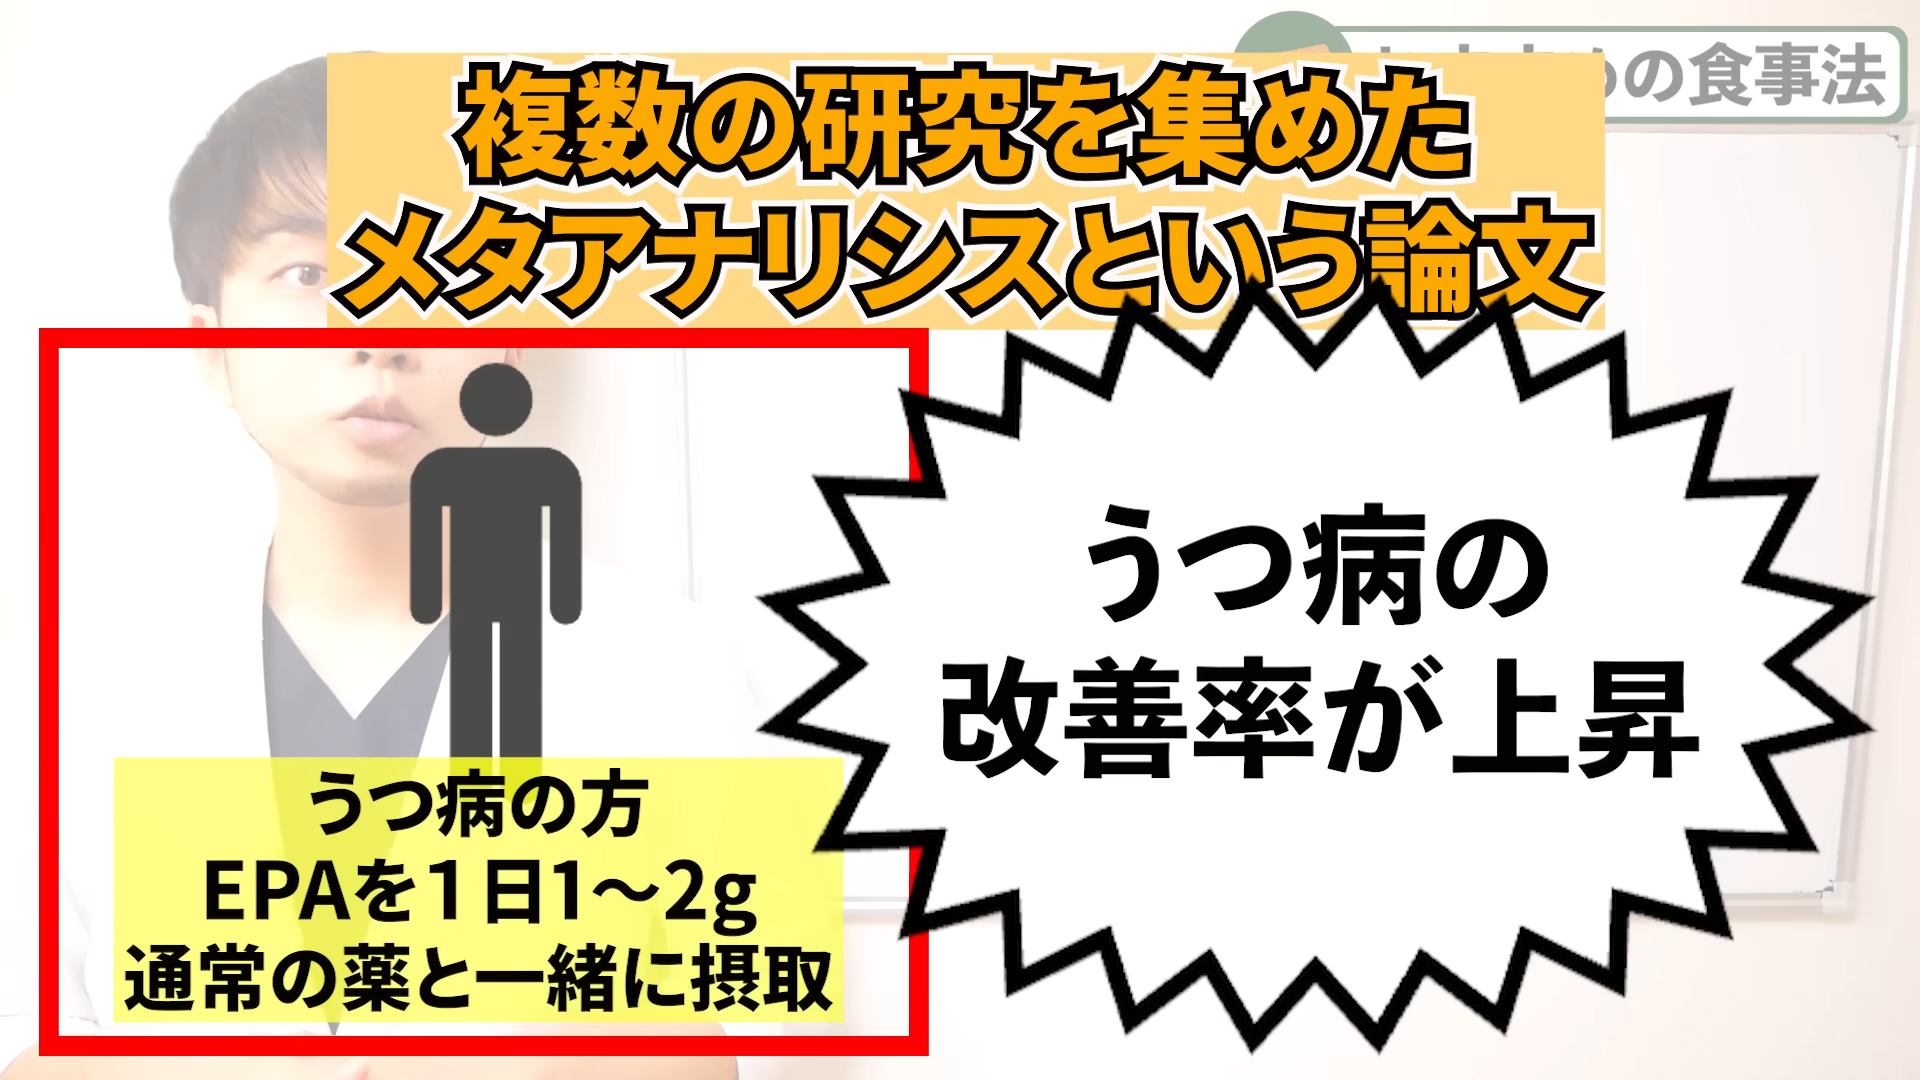 の食事法
複数の研究を集めた
メタアナリシスという論文
うつ病の
改善率が上昇
うつ病の方
EPAを1日1〜2g
通常の薬と一緒に摂取